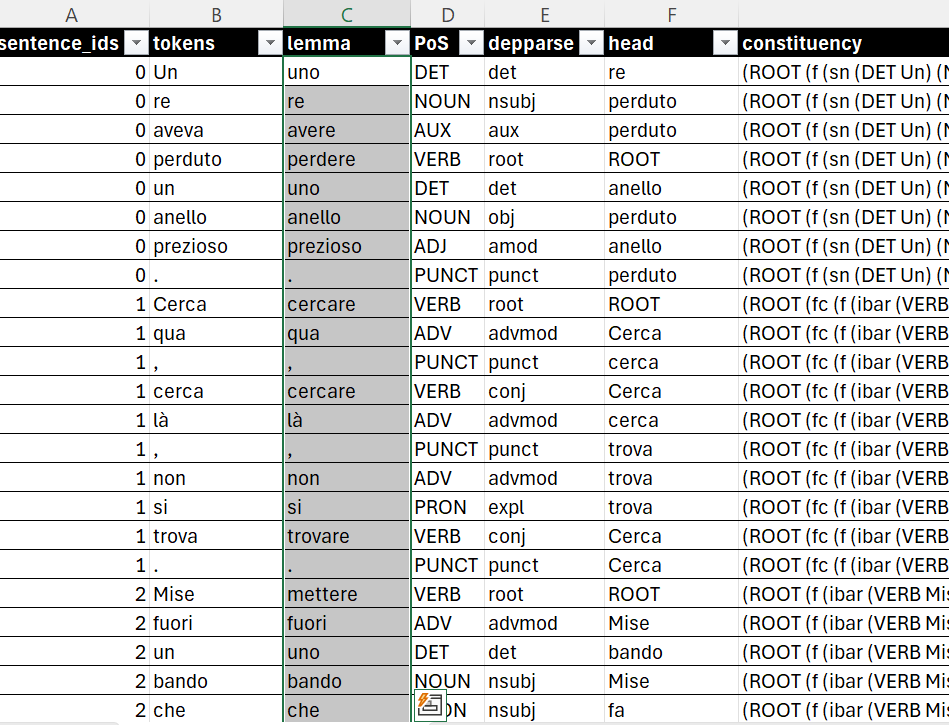 A B C D E F
sentence_ids tokens lemma PoS depparse head constituency
0 Un uno DET det re (ROOT (f (sn (DET Un) (N
0 re re NOUN nsubj perduto (ROOT (f (sn (DET Un) (N
0 aveva avere AUX aux perduto (ROOT (f (sn (DET Un) (N
0 perduto perdere VERB root ROOT (ROOT (f (sn (DET Un) (N
0 un uno DET det anello (ROOT (f (sn (DET Un) (N
0 anello anello NOUN obj perduto (ROOT (f (sn (DET Un) (N
0 prezioso prezioso ADJ amod anello (ROOT (f (sn (DET Un) (N
0 . . PUNCT punct perduto (ROOT (f (sn (DET Un) (N
1 Cerca cercare VERB root ROOT (ROOT (fc (f (ibar (VERB
1 qua qua ADV advmod Cerca (ROOT (fc (f (ibar (VERB
1 , , PUNCT punct cerca (ROOT (fc (f (ibar (VERB
1 cerca cercare VERB conj Cerca (ROOT (fc (f (ibar (VERB
1 là là ADV advmod cerca (ROOT (fc (f (ibar (VERB
1 , , PUNCT punct trova (ROOT (fc (f (ibar (VERB
1 non non ADV advmod trova (ROOT (fc (f (ibar (VERB
1 si si PRON expl trova (ROOT (fc (f (ibar (VERB
1 trova trovare VERB conj Cerca (ROOT (fc (f (ibar (VERB
1 . . PUNCT punct Cerca (ROOT (fc (f (ibar (VERB
2 Mise mettere VERB root ROOT (ROOT (f (ibar (VERB Mis
2 fuori fuori ADV advmod Mise (ROOT (f (ibar (VERB Mis
2 un uno DET det bando (ROOT (f (ibar (VERB Mis
2 bando bando NOUN nsubj Mise (ROOT (f (ibar (VERB Mis
2 che che ON nsubj fa (ROOT (f (ibar (VERB Mis